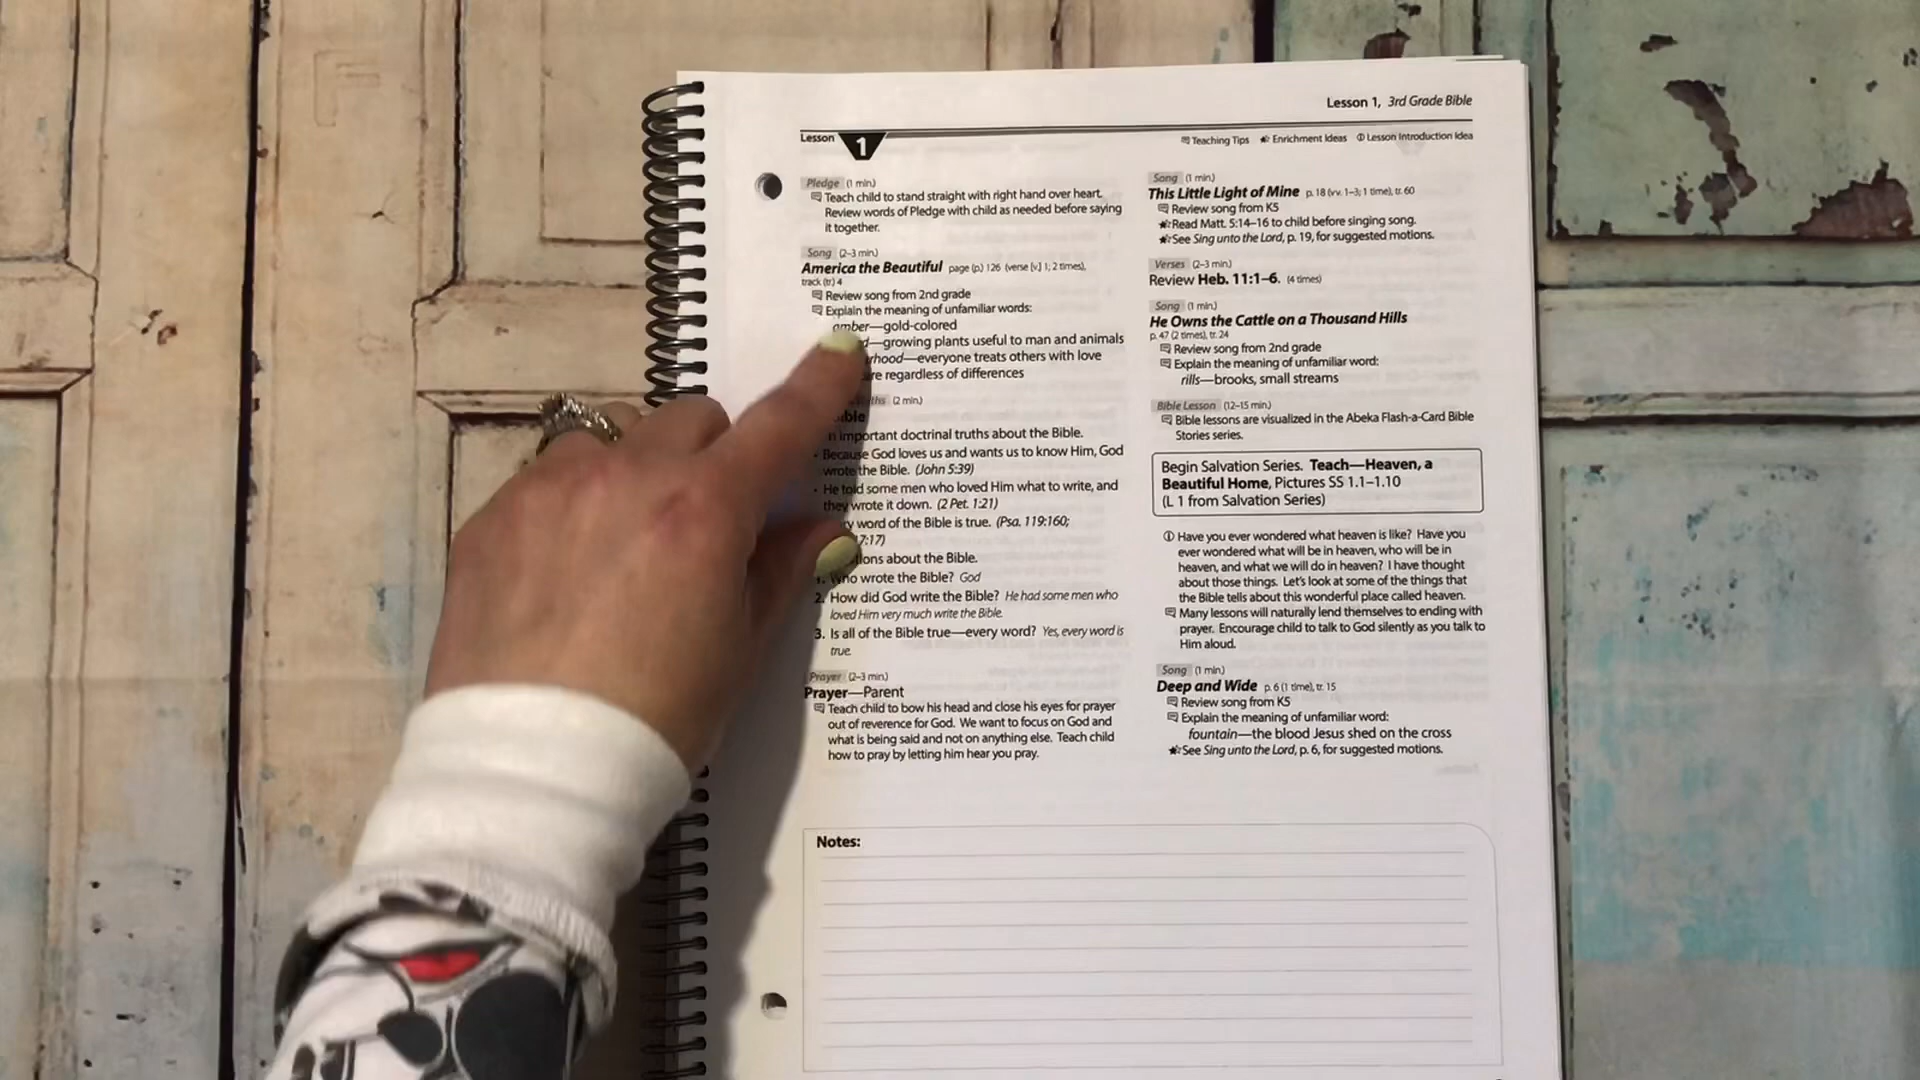 Lesson 1, 3rd Grade Bible
Lesson 1
Teaching Tips Enrichment Ideas Lesson Introduction Idea
Pledge (1 min)
Teach child to stand straight with right hand over heart.
Review words of Pledge with child as needed before saying
it together.
Song (2–3 min)
America the Beautiful page (p.) 126 (verse [v.] 1; 2 times),
track (tr.) 4
Review song from 2nd grade
Explain the meaning of unfamiliar words:
amber—gold-colored
—growing plants useful to man and animals
—everyone treats others with love
regardless of differences
(2 min)
important doctrinal truths about the Bible.
• Because God loves us and wants us to know Him, God
wrote the Bible. (John 5:39)
• He told some men who loved Him what to write, and
they wrote it down. (2 Pet. 1:21)
word of the Bible is true. (Psa. 119:160;
17:17)
about the Bible.
1. Who wrote the Bible? God
2. How did God write the Bible? He had some men who
loved Him very much write the Bible.
3. Is all of the Bible true—every word? Yes, every word is
true.
Prayer (2–3 min)
Prayer—Parent
Teach child to bow his head and close his eyes for prayer
out of reverence for God. We want to focus on God and
what is being said and not on anything else. Teach child
how to pray by letting him hear you pray.
Song (1 min)
This Little Light of Mine p. 18 (vv. 1–3; 1 time), tr. 60
Review song from K5
Read Matt. 5:14–16 to child before singing song.
See Sing unto the Lord, p. 19, for suggested motions.
Verses (2–3 min)
Review Heb. 11:1–6. (4 times)
Song (1 min)
He Owns the Cattle on a Thousand Hills
p. 47 (2 times), tr. 24
Review song from 2nd grade
Explain the meaning of unfamiliar word:
rills—brooks, small streams
Bible Lesson (12–15 min)
Bible lessons are visualized in the Abeka Flash-a-Card Bible
Stories series.
Begin Salvation Series. Teach—Heaven, a
Beautiful Home, Pictures SS 1.1–1.10
(L 1 from Salvation Series)
Have you ever wondered what heaven is like? Have you
ever wondered what will be in heaven, who will be in
heaven, and what we will do in heaven? I have thought
about those things. Let's look at some of the things that
the Bible tells about this wonderful place called heaven.
Many lessons will naturally lend themselves to ending with
prayer. Encourage child to talk to God silently as you talk to
Him aloud.
Song (1 min)
Deep and Wide p. 6 (1 time), tr. 15
Review song from K5
Explain the meaning of unfamiliar word:
fountain—the blood Jesus shed on the cross
See Sing unto the Lord, p. 6, for suggested motions.
Notes: